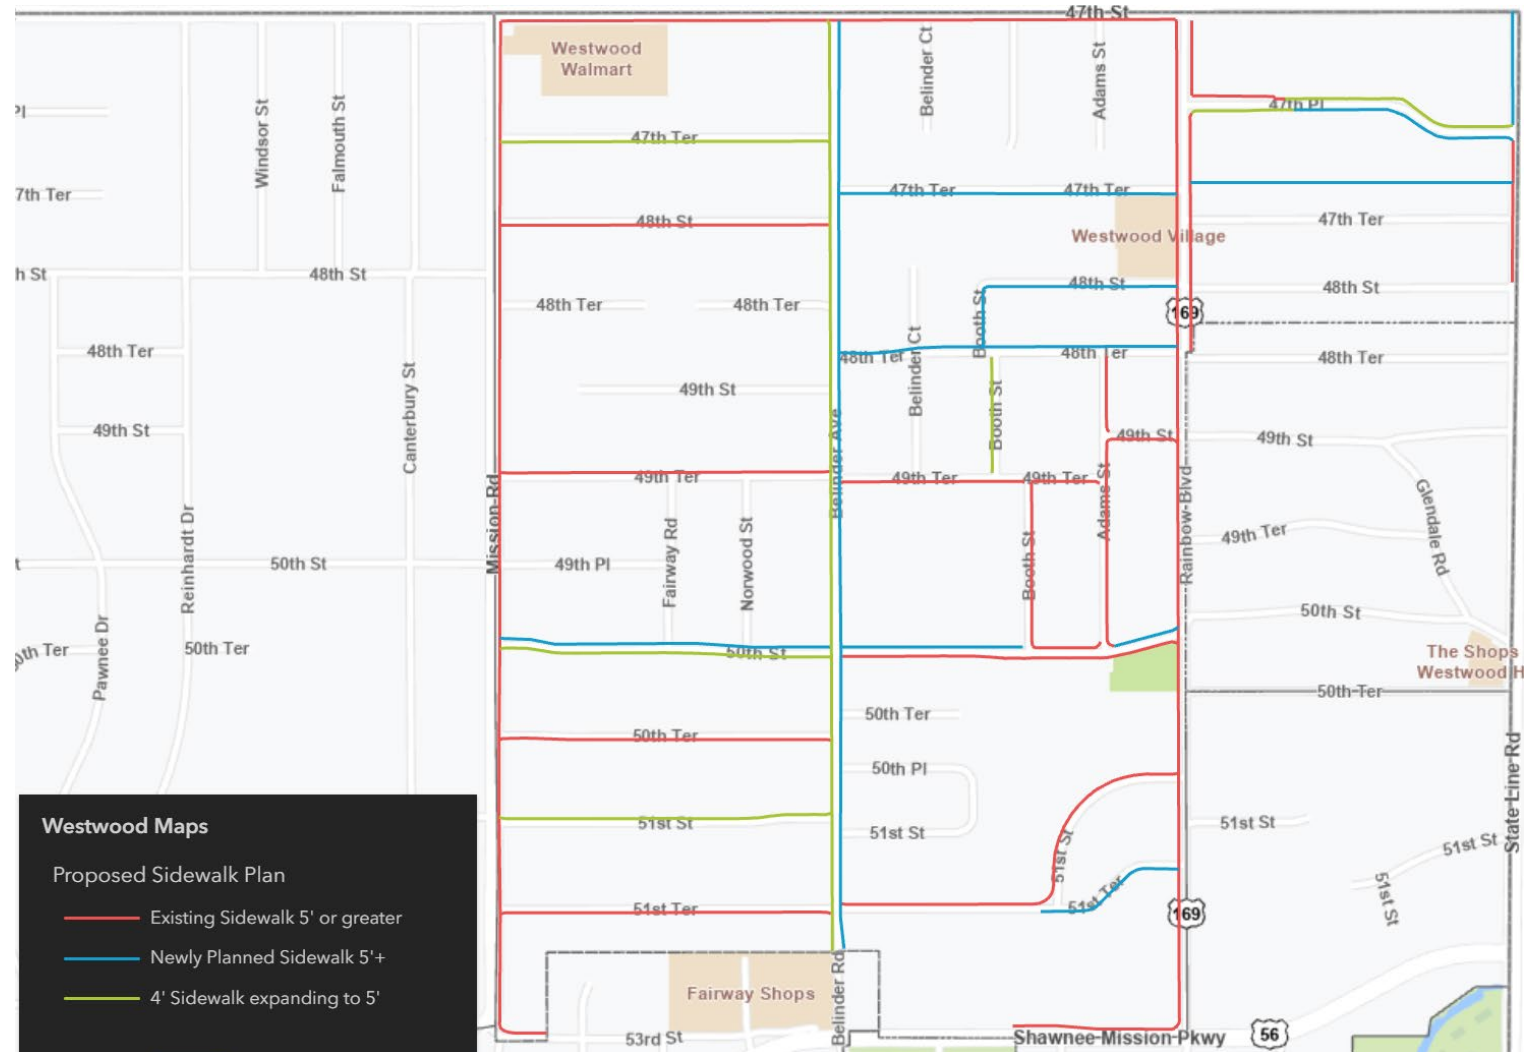 47th St
Westwood
Walmart
Belinder Ct
Adams St
Pl
47th Pl
Windsor St
Falmouth St
47th Ter
7th Ter
47th Ter
47th Ter
47th Ter
48th St
Westwood Village
h St
48th St
48th St
48th St
48th Ter
48th Ter
Booth St
169
48th Ter
48th Ter
48th Ter
48th Ter
Belinder Ct
Canterbury St
49th St
Booth St
49th St
49th St
49th St
Belinder Ave
49th Ter
49th Ter
49th Ter
Adams St
Rainbow Blvd
Glendale Rd
Mission Rd
Reinhardt Dr
Fairway Rd
Norwood St
49th Ter
t
50th St
49th Pl
Booth St
50th St
Pawnee Dr
0th Ter
50th Ter
50th St
The Shops
Westwood H
50th Ter
50th Ter
50th Ter
50th Pl
State Line Rd
51st St
51st St
51st St
51st St
51st St
51st St
51st Ter
51st Ter
169
Fairway Shops
Belinder Rd
53rd St
Shawnee Mission Pkwy
56
Westwood Maps
Proposed Sidewalk Plan
Existing Sidewalk 5' or greater
Newly Planned Sidewalk 5'+
4' Sidewalk expanding to 5'